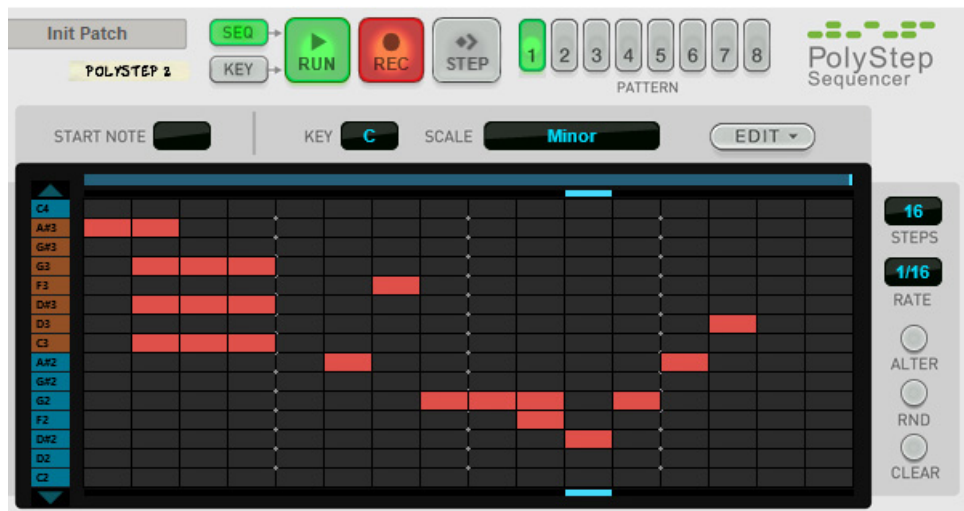 Init Patch
POLYSTEP 2
SEQ
KEY
RUN
REC
STEP
1 2 3 4 5 6 7 8
PATTERN
PolyStep
Sequencer
START NOTE
KEY C
SCALE Minor
EDIT
C4
A#3
G#3
G3
F3
D#3
D3
C3
A#2
G#2
G2
F2
D#2
D2
C2
16
STEPS
1/16
RATE
ALTER
RND
CLEAR